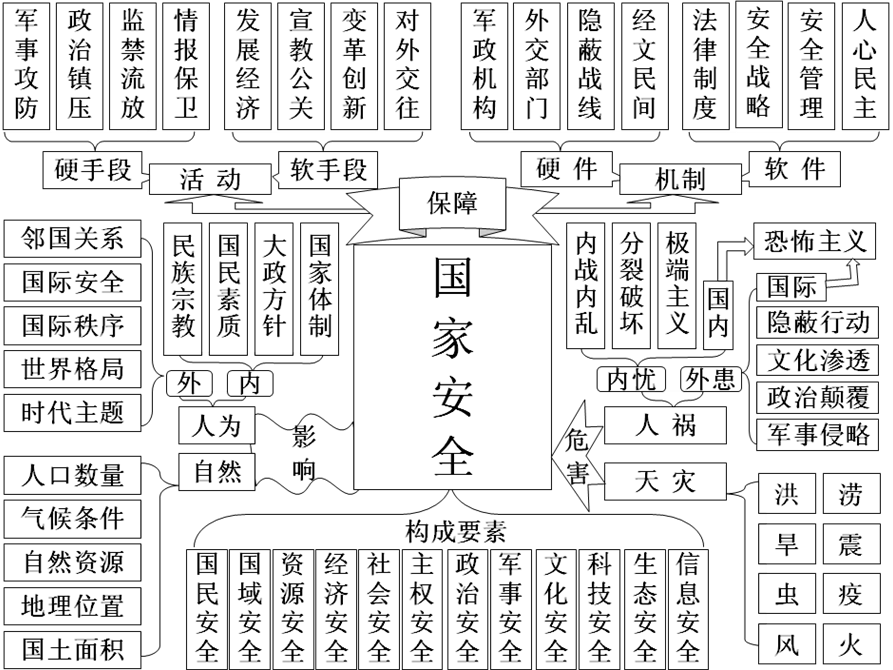 军事攻防
政治镇压
监禁流放
情报保卫
发展经济
宣教公关
变革创新
对外交往
军政机构
外交部门
隐蔽战线
经文民间
法律制度
安全战略
安全管理
人心民主
硬手段
活动
软手段
硬件
机制
软件
保障
邻国关系
国际安全
国际秩序
世界格局
时代主题
民族宗教
国民素质
大政方针
国家体制
外
内
人为
自然
影响
国家安全
内战内乱
分裂破坏
极端主义
国内
恐怖主义
国际
隐蔽行动
文化渗透
政治颠覆
军事侵略
内忧
外患
人祸
天灾
危害
人口数量
气候条件
自然资源
地理位置
国土面积
构成要素
国民安全
国域安全
资源安全
经济安全
社会安全
主权安全
政治安全
军事安全
文化安全
科技安全
生态安全
信息安全
洪
涝
旱
震
虫
疫
风
火